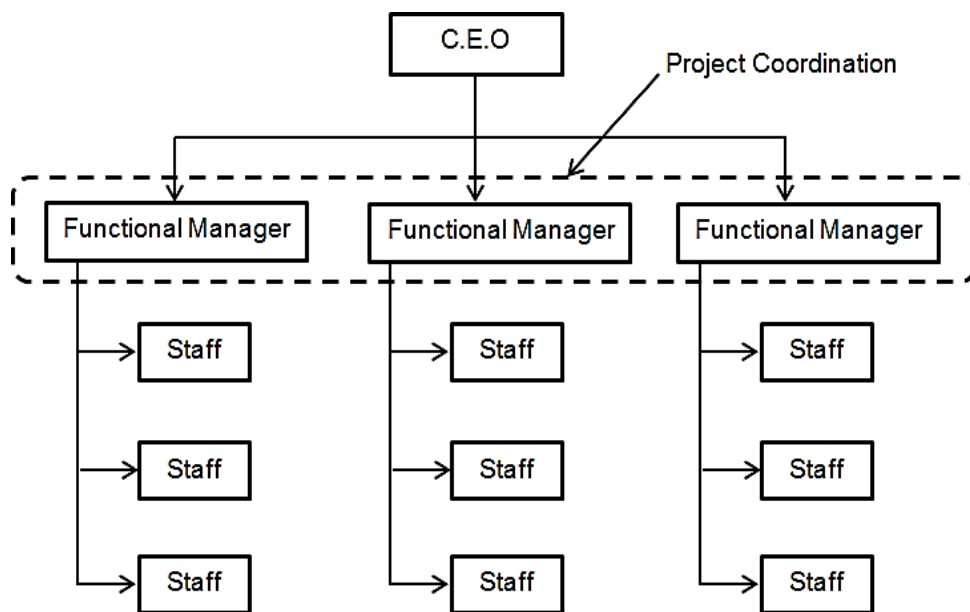 C.E.O
Project Coordination
Functional Manager
Functional Manager
Functional Manager
Staff
Staff
Staff
Staff
Staff
Staff
Staff
Staff
Staff